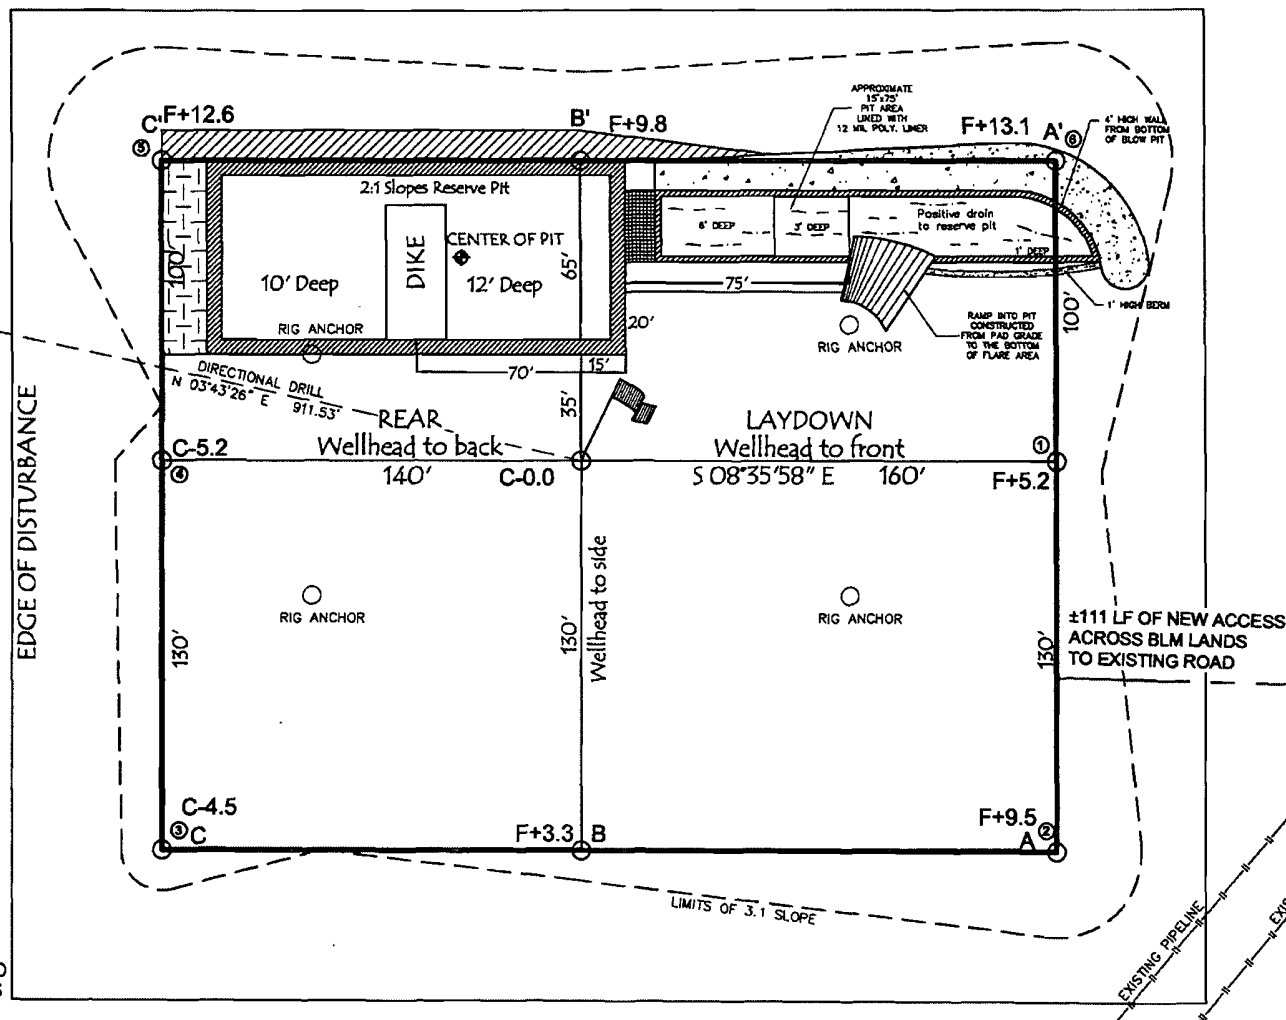 APPROXIMATE
15'x75'
PIT AREA
LINED WITH
12 MIL POLY. LINER
C' F+12.6
⑤
B' F+9.8
F+13.1 A' ⑥
4' HIGH WALL
FROM BOTTOM
OF BLOW PIT
2:1 Slopes Reserve Pit
CENTER OF PIT
DIKE
10' Deep
12' Deep
100'
65'
6' DEEP
3' DEEP
Positive drain
to reserve pit
1' DEEP
75'
20'
1' HIGH BERM
100'
RAMP INTO PIT
CONSTRUCTED
FROM PAD GRADE
TO THE BOTTOM
OF FLARE AREA
RIG ANCHOR
RIG ANCHOR
70'
15'
35'
DIRECTIONAL DRILL
N 03°43'26" E 911.53'
REAR
Wellhead to back
140'
LAYDOWN
Wellhead to front
S 08°35'58" E 160'
C-5.2
④
C-0.0
①
F+5.2
EDGE OF DISTURBANCE
RIG ANCHOR
RIG ANCHOR
130'
130'
Wellhead to side
130'
±111 LF OF NEW ACCESS
ACROSS BLM LANDS
TO EXISTING ROAD
C-4.5
③ C
F+3.3 B
F+9.5
②
A
LIMITS OF 3:1 SLOPE
EXISTING PIPELINE